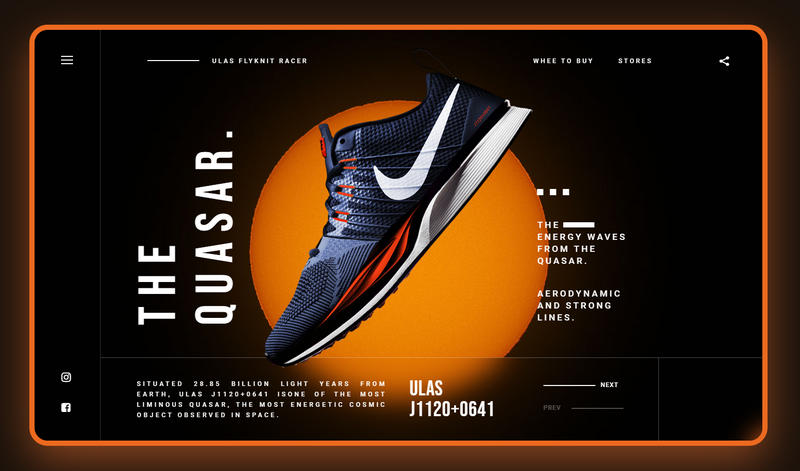 ULAS FLYKNIT RACER
WHEE TO BUY
STORES
THE
QUASAR.
THE
ENERGY WAVES
FROM THE
QUASAR.
AERODYNAMIC
AND STRONG
LINES.
SITUATED 28.85 BILLION LIGHT YEARS FROM
EARTH, ULAS J1120+0641 ISONE OF THE MOST
LIMINOUS QUASAR, THE MOST ENERGETIC COSMIC
OBJECT OBSERVED IN SPACE.
ULAS
J1120+0641
NEXT
PREV